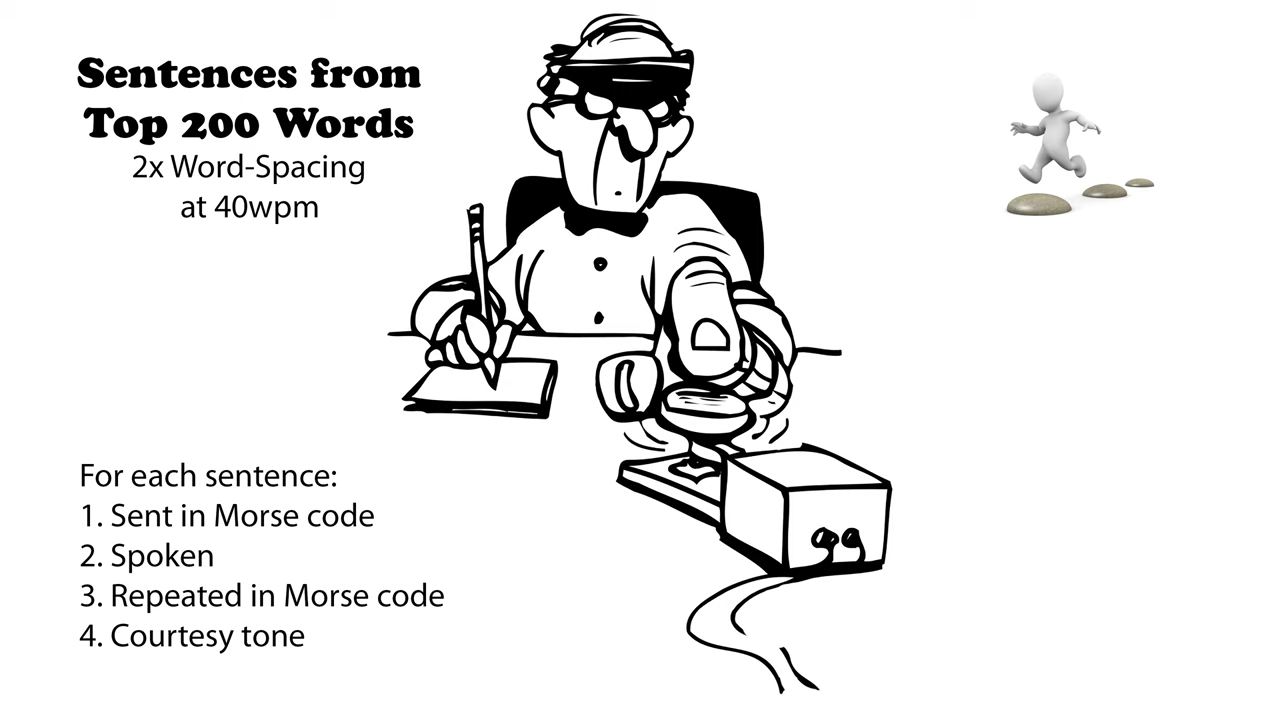 Sentences from
Top 200 Words
2x Word-Spacing
at 40wpm
For each sentence:
1. Sent in Morse code
2. Spoken
3. Repeated in Morse code
4. Courtesy tone